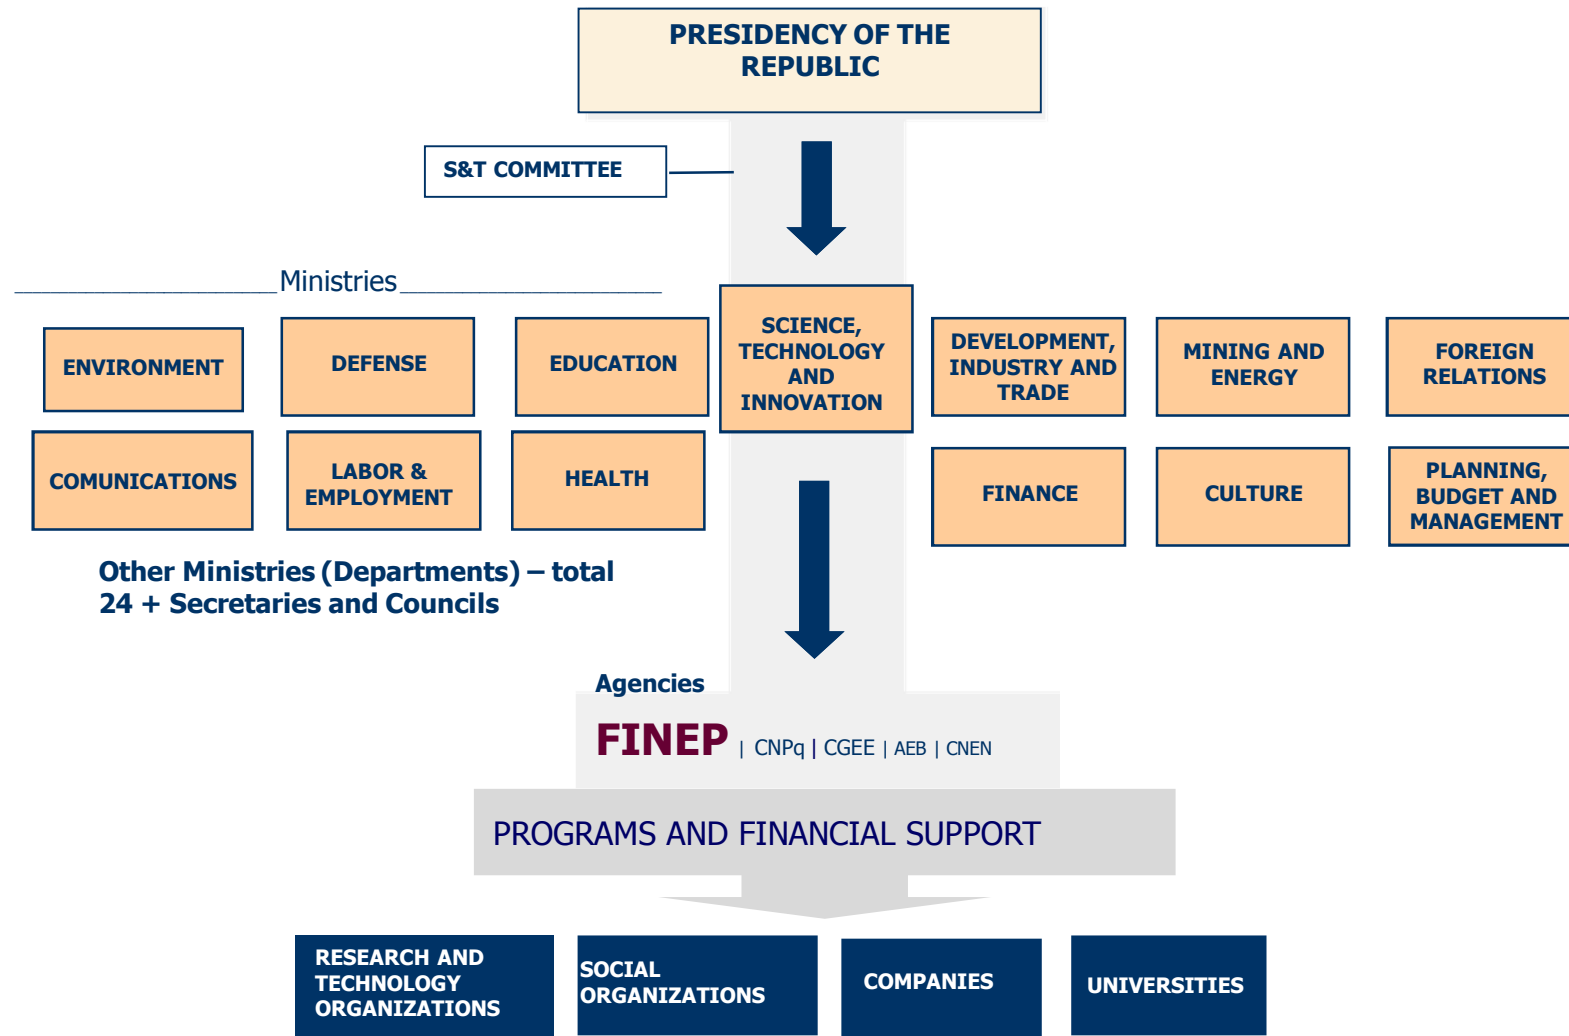 PRESIDENCY OF THE
REPUBLIC
S&T COMMITTEE
Ministries
ENVIRONMENT
DEFENSE
EDUCATION
SCIENCE,
TECHNOLOGY
AND
INNOVATION
DEVELOPMENT,
INDUSTRY AND
TRADE
MINING AND
ENERGY
FOREIGN
RELATIONS
COMUNICATIONS
LABOR &
EMPLOYMENT
HEALTH
FINANCE
CULTURE
PLANNING,
BUDGET AND
MANAGEMENT
Other Ministries (Departments) – total
24 + Secretaries and Councils
Agencies
FINEP | CNPq | CGEE | AEB | CNEN
PROGRAMS AND FINANCIAL SUPPORT
RESEARCH AND
TECHNOLOGY
ORGANIZATIONS
SOCIAL
ORGANIZATIONS
COMPANIES
UNIVERSITIES